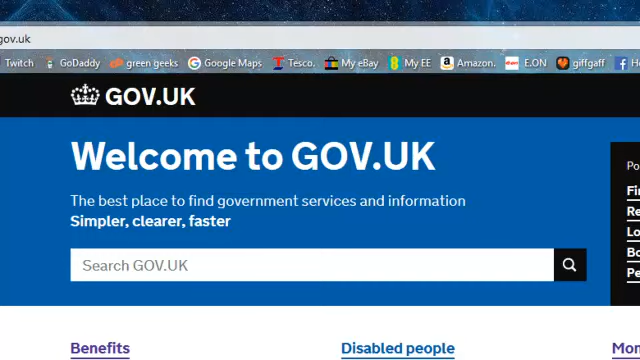 gov.uk
Twitch GoDaddy green geeks Google Maps Tesco. My eBay My EE Amazon. E.ON giffgaff
GOV.UK
Welcome to GOV.UK
The best place to find government services and information
Simpler, clearer, faster
Search GOV.UK
Benefits Disabled people